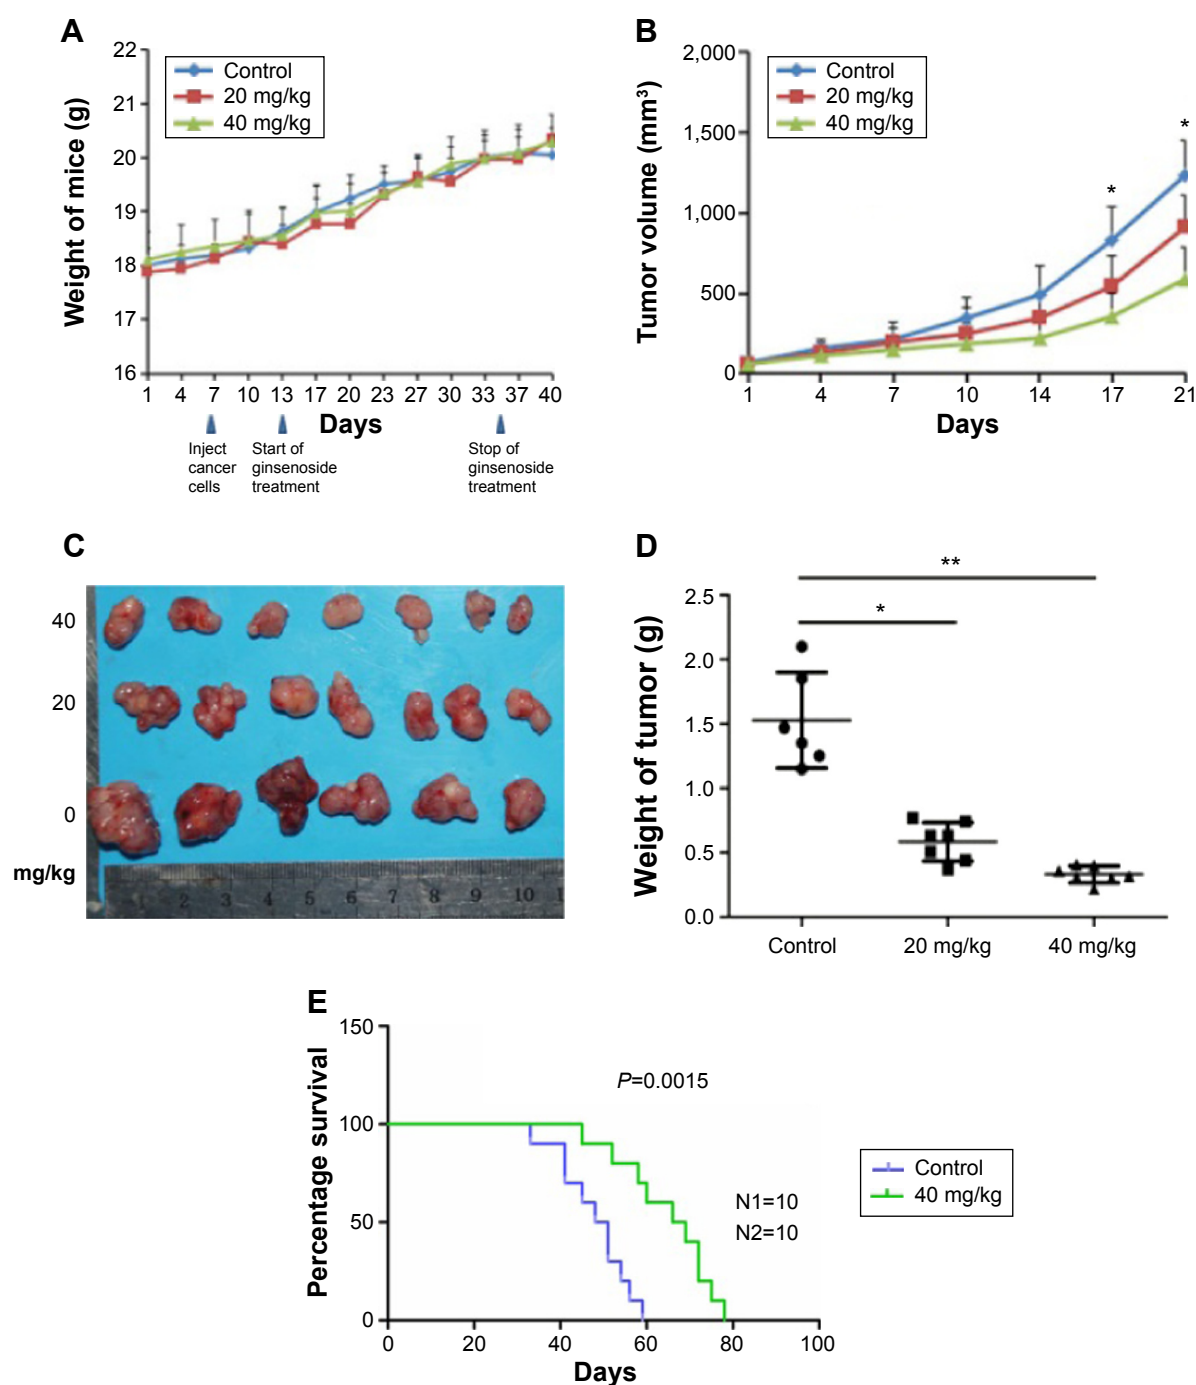 A
22
21
20
19
18
17
16
Weight of mice (g)
Control
20 mg/kg
40 mg/kg
1 4 7 10 13 17 20 23 27 30 33 37 40
Days
Inject
cancer
cells
Start of
ginsenoside
treatment
Stop of
ginsenoside
treatment
B
2,000
1,500
1,000
500
0
Tumor volume (mm³)
Control
20 mg/kg
40 mg/kg
*
*
1 4 7 10 14 17 21
Days
C
40
20
0
mg/kg
1 2 3 4 5 6 7 8 9 10 1
D
**
*
2.5
2.0
1.5
1.0
0.5
0.0
Weight of tumor (g)
Control 20 mg/kg 40 mg/kg
E
150
100
50
0
Percentage survival
P=0.0015
N1=10
N2=10
Control
40 mg/kg
0 20 40 60 80 100
Days